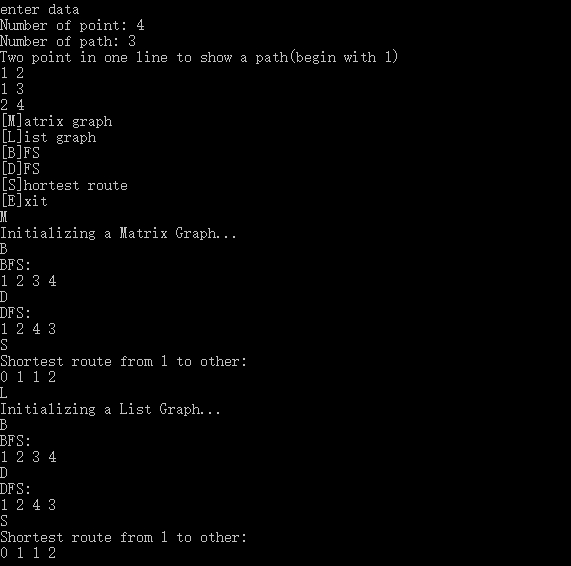 enter data
Number of point: 4
Number of path: 3
Two point in one line to show a path(begin with 1)
1 2
1 3
2 4
[M]atrix graph
[L]ist graph
[B]FS
[D]FS
[S]hortest route
[E]xit
M
Initializing a Matrix Graph...
B
BFS:
1 2 3 4
D
DFS:
1 2 4 3
S
Shortest route from 1 to other:
0 1 1 2
L
Initializing a List Graph...
B
BFS:
1 2 3 4
D
DFS:
1 2 4 3
S
Shortest route from 1 to other:
0 1 1 2